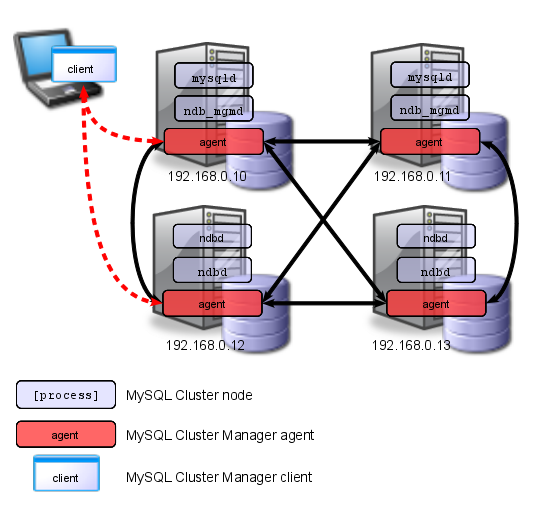 client
mysqld
mysqld
ndb_mgmd
ndb_mgmd
agent
agent
192.168.0.10
192.168.0.11
ndbd
ndbd
ndbd
ndbd
agent
agent
192.168.0.12
192.168.0.13
[process] MySQL Cluster node
agent MySQL Cluster Manager agent
client MySQL Cluster Manager client